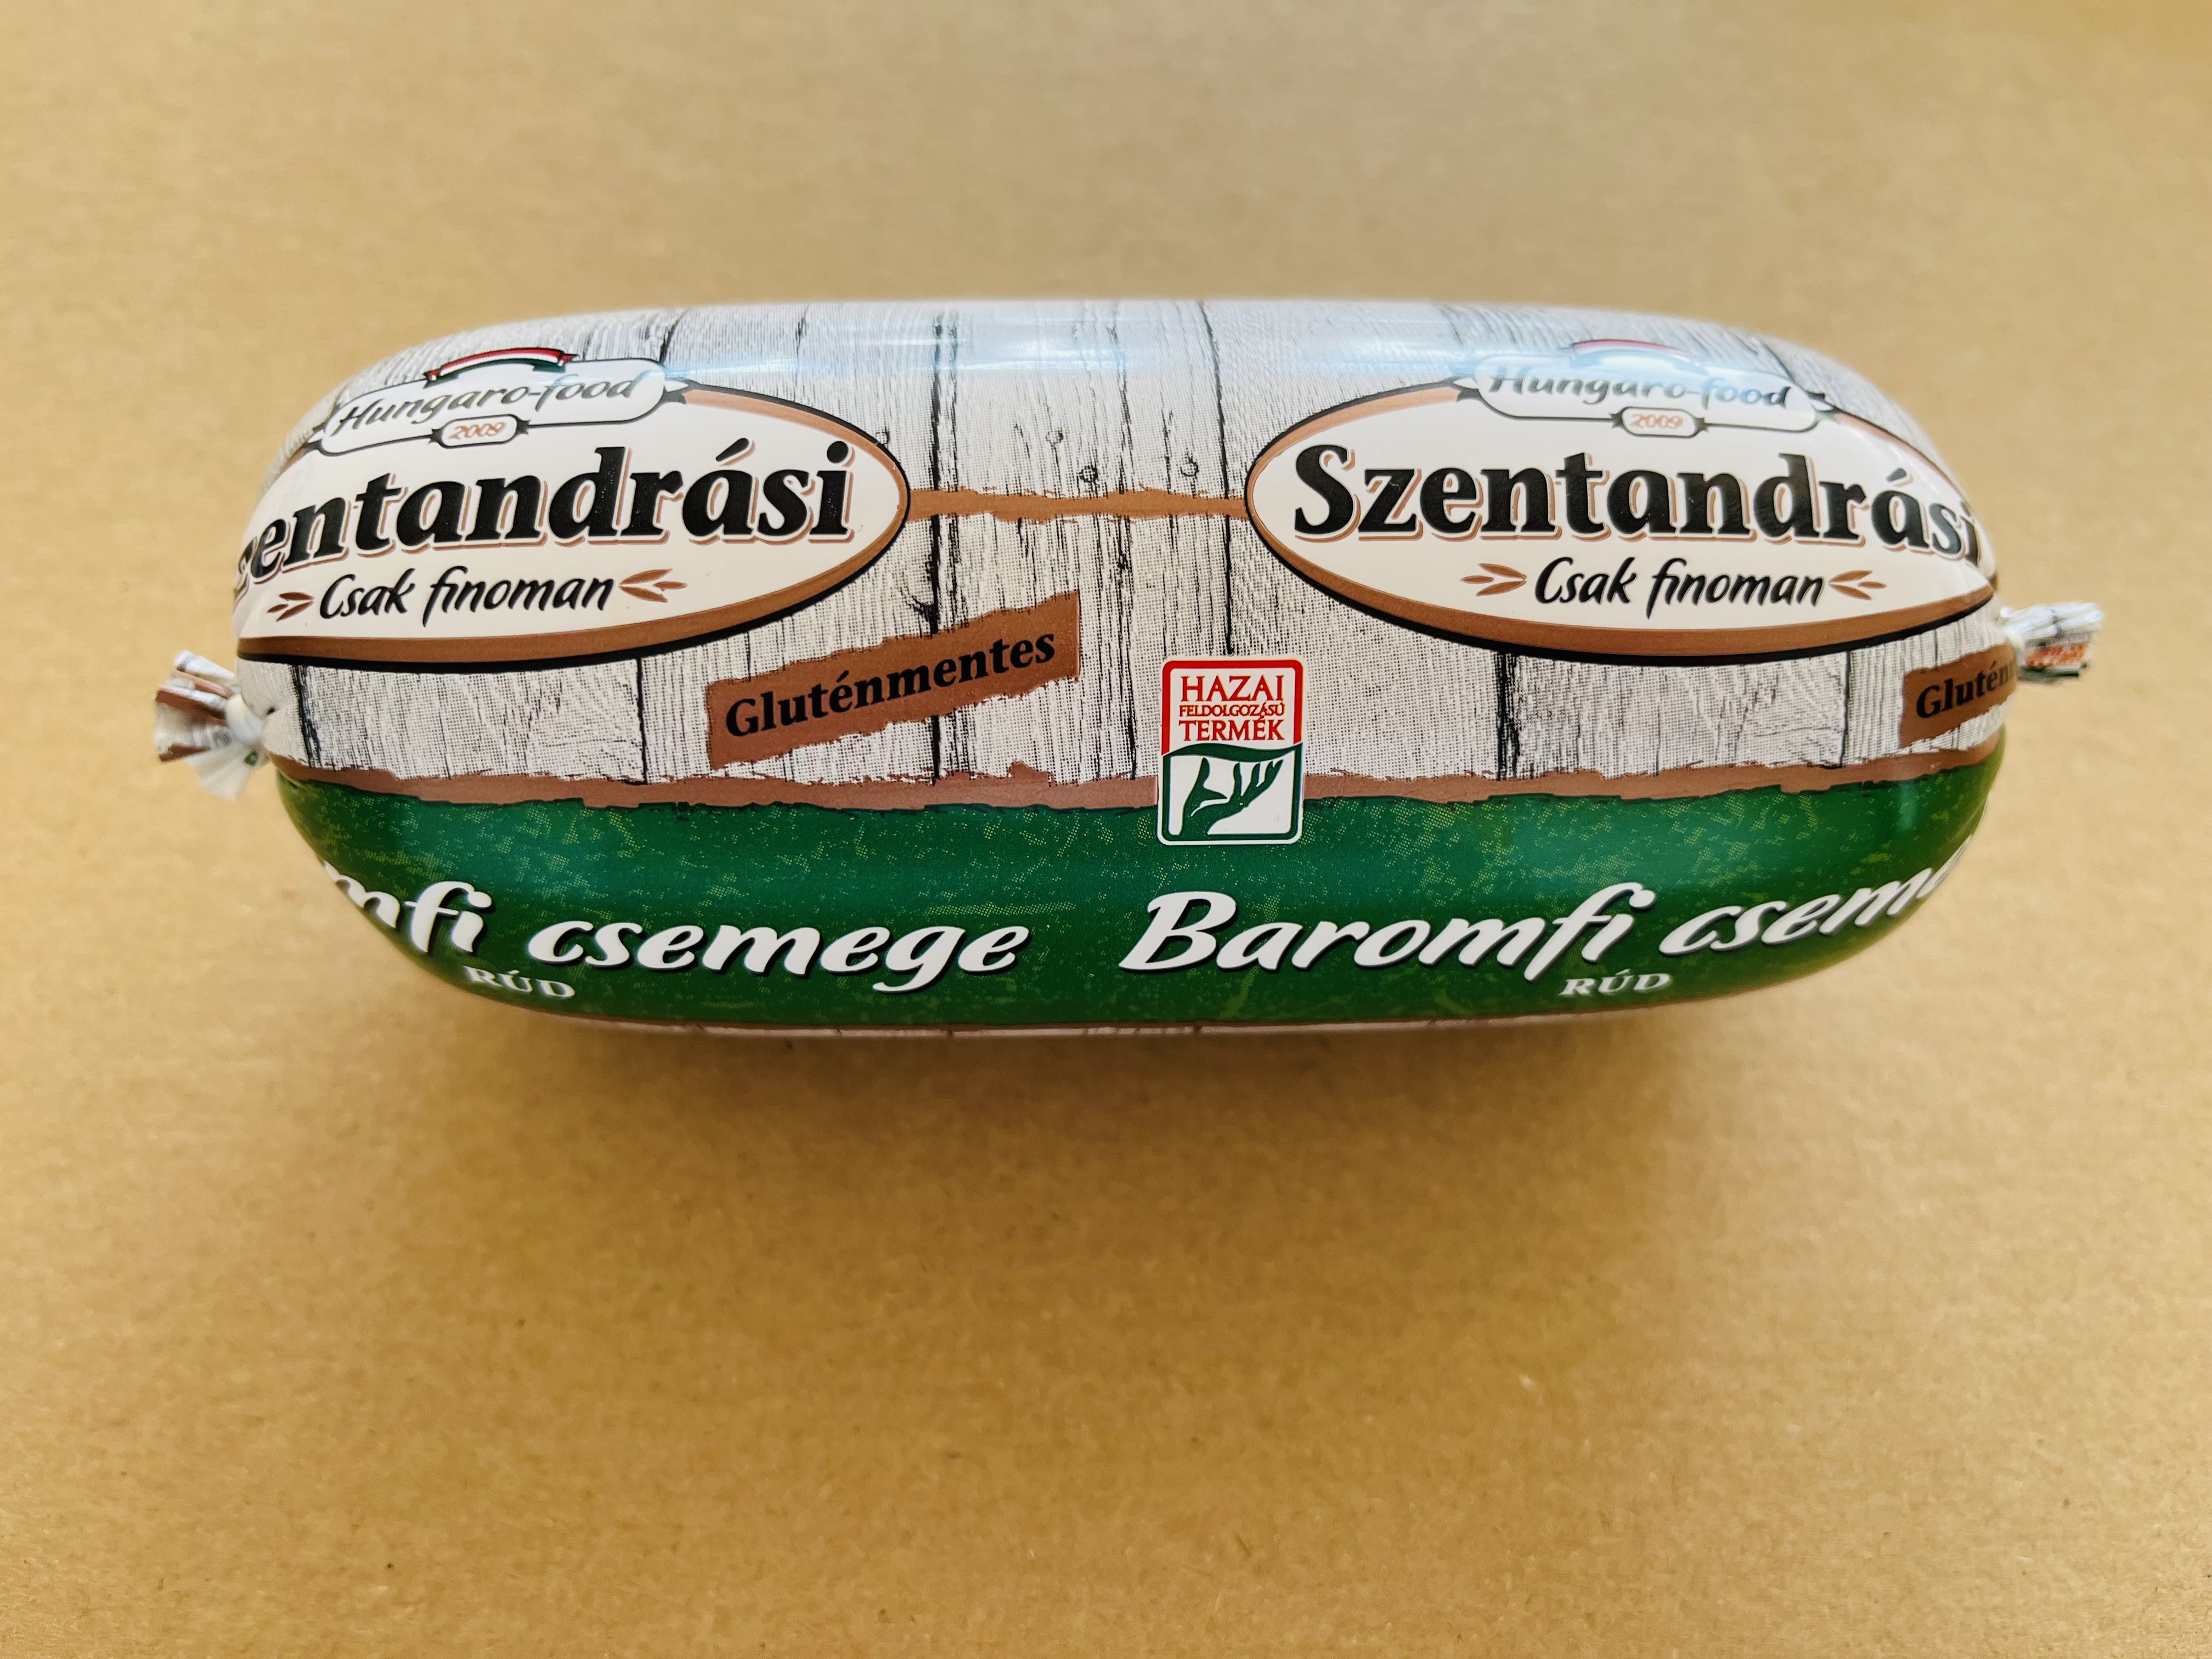 Hungaro-food
2009
zentandrási
Csak finoman
Hungaro-food
2009
Szentandrási
Csak finoman
Gluténmentes
HAZAI
FELDOLGOZÁSÚ
TERMÉK
Glutén
mfi csemege
RÚD
Baromfi cseme
RÚD